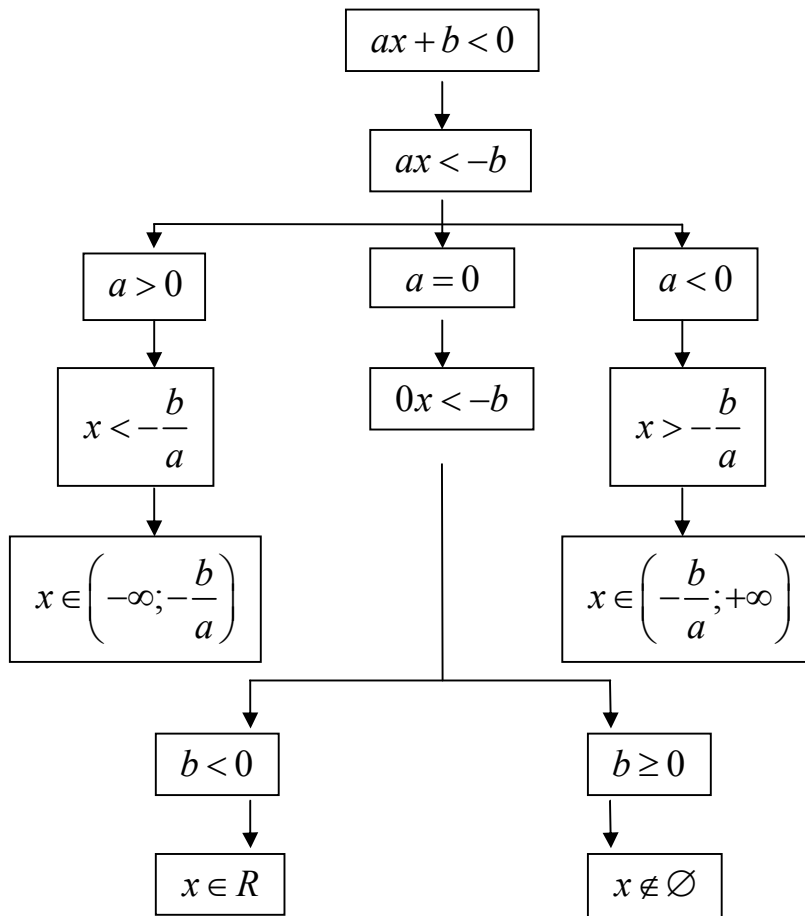 ax + b < 0
ax < −b
a > 0
a = 0
a < 0
x < −b/a
0x < −b
x > −b/a
x ∈ (−∞; −b/a)
x ∈ (−b/a; +∞)
b < 0
b ≥ 0
x ∈ R
x ∉ ∅